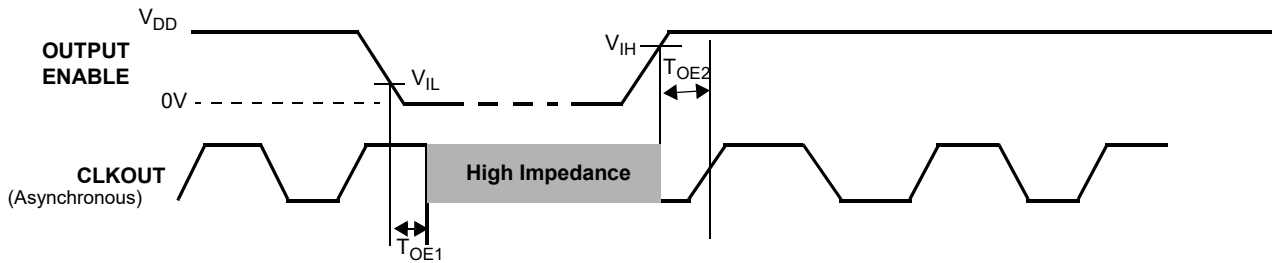 V_DD
OUTPUT
ENABLE
V_IL
0V
V_IH
T_OE2
CLKOUT
(Asynchronous)
High Impedance
T_OE1